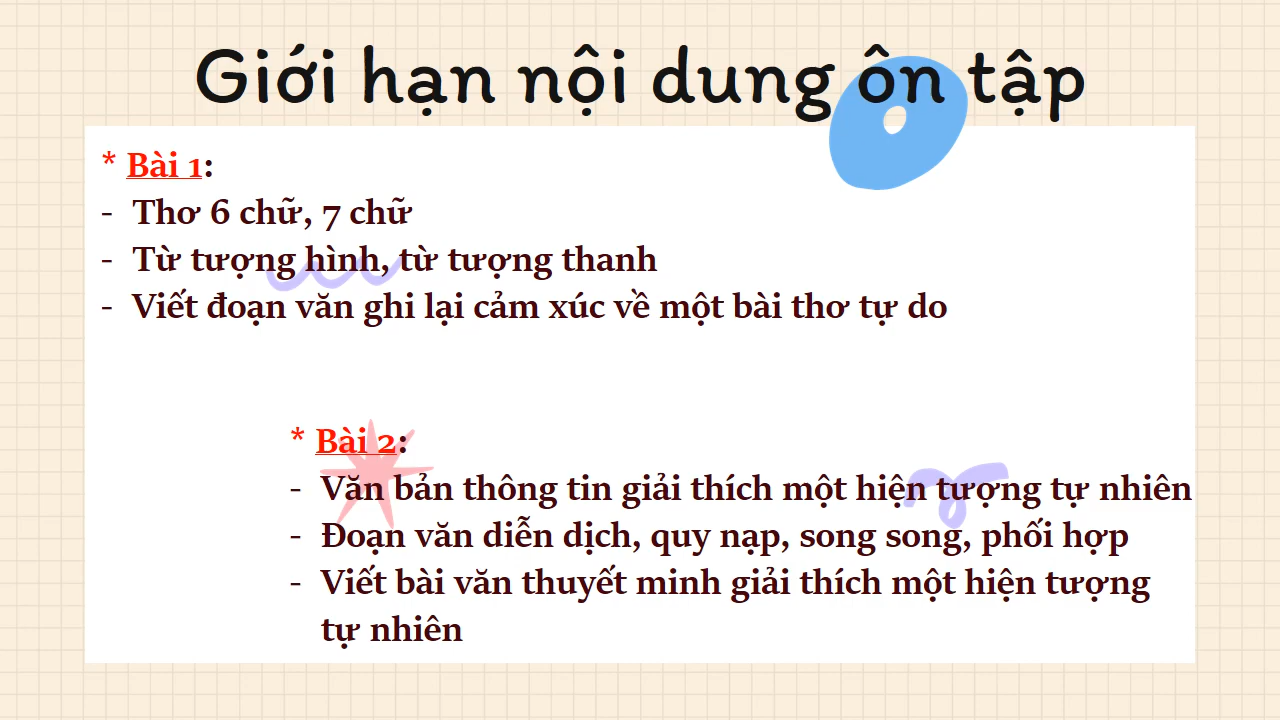 Giới hạn nội dung ôn tập
* Bài 1:
- Thơ 6 chữ, 7 chữ
- Từ tượng hình, từ tượng thanh
- Viết đoạn văn ghi lại cảm xúc về một bài thơ tự do
* Bài 2:
- Văn bản thông tin giải thích một hiện tượng tự nhiên
- Đoạn văn diễn dịch, quy nạp, song song, phối hợp
- Viết bài văn thuyết minh giải thích một hiện tượng
tự nhiên